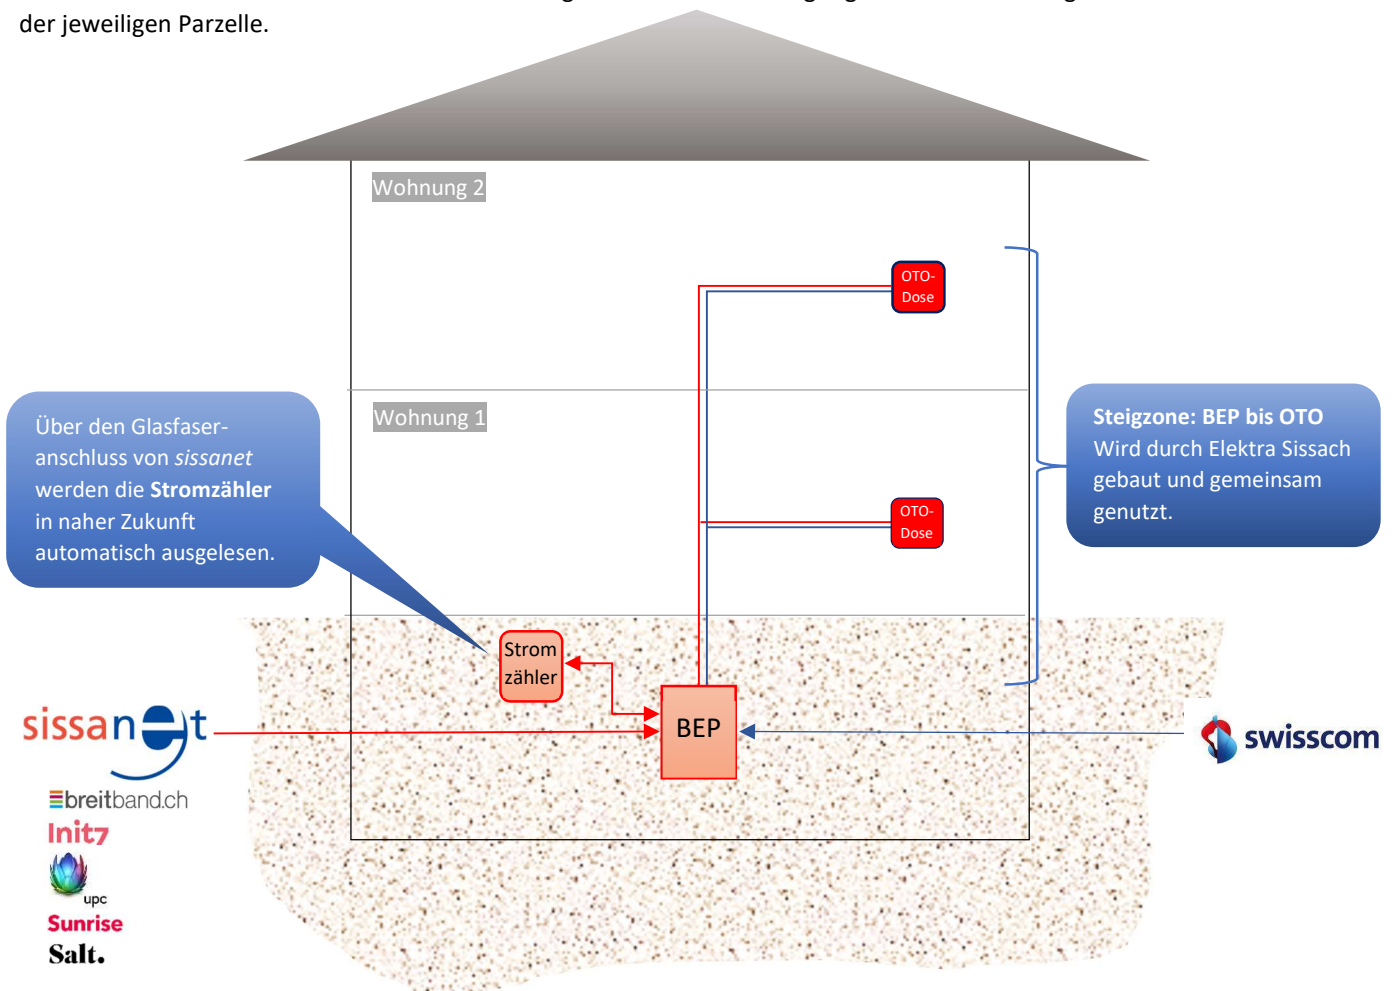 der jeweiligen Parzelle.
Wohnung 2
OTO-
Dose
Wohnung 1
OTO-
Dose
Über den Glasfaser-
anschluss von sissanet
werden die Stromzähler
in naher Zukunft
automatisch ausgelesen.
Steigzone: BEP bis OTO
Wird durch Elektra Sissach
gebaut und gemeinsam
genutzt.
Strom
zähler
BEP
sissanet
swisscom
breitband.ch
Init7
upc
Sunrise
Salt.